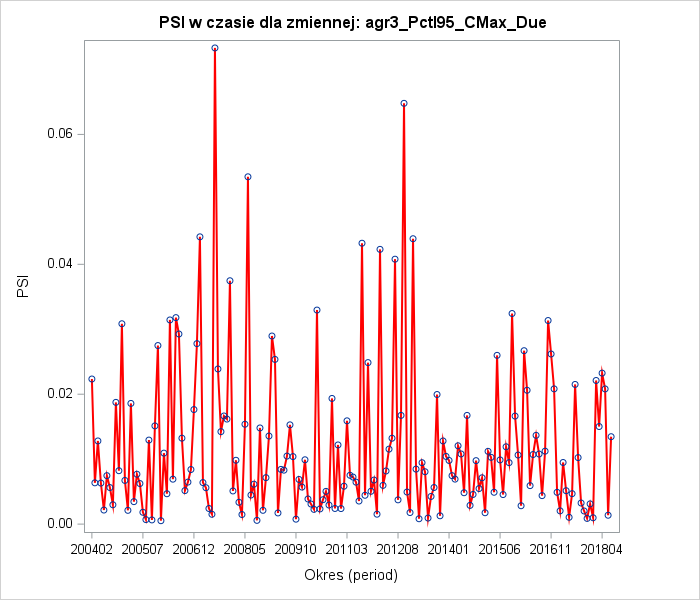 PSI w czasie dla zmiennej: agr3_Pctl95_CMax_Due
0.06
0.04
0.02
0.00
PSI
200402 200507 200612 200805 200910 201103 201208 201401 201506 201611 201804
Okres (period)